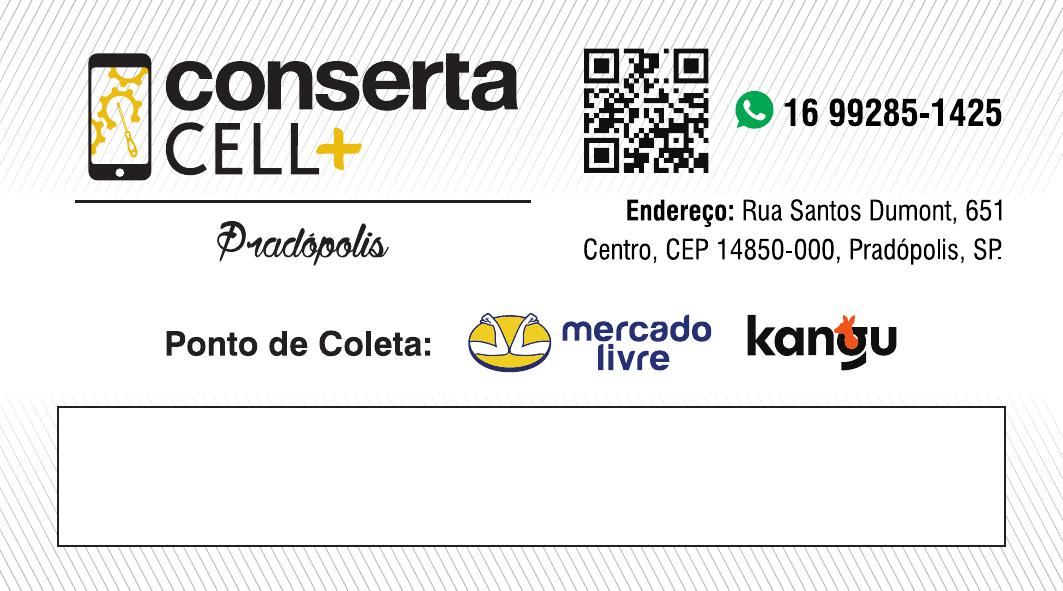 conserta
CELL+
Pradópolis
16 99285-1425
Endereço: Rua Santos Dumont, 651
Centro, CEP 14850-000, Pradópolis, SP.
Ponto de Coleta: mercado livre kangu